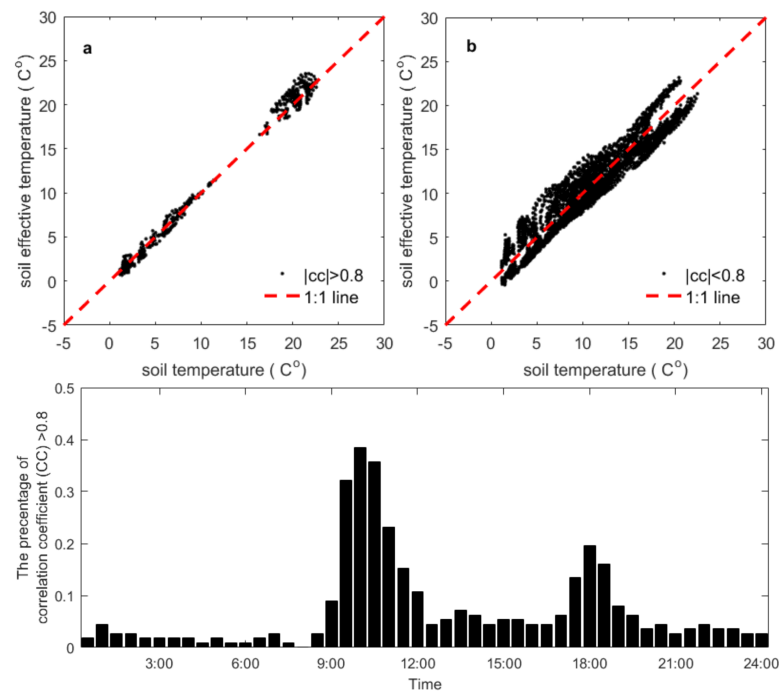 a
30
25
20
15
10
5
0
-5
soil effective temperature ( C°)
|cc|>0.8
1:1 line
-5 0 5 10 15 20 25 30
soil temperature ( C°)
b
30
25
20
15
10
5
0
-5
soil effective temperature ( C°)
|cc|<0.8
1:1 line
-5 0 5 10 15 20 25 30
soil temperature ( C°)
0.5
0.4
0.3
0.2
0.1
0
The precentage of
correlation coefficient (CC) >0.8
3:00 6:00 9:00 12:00 15:00 18:00 21:00 24:00
Time